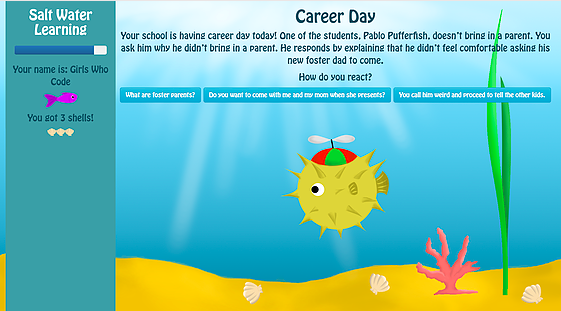 Salt Water
Learning
Your name is: Girls Who
Code
You got 3 shells!
Career Day
Your school is having career day today! One of the students, Pablo Pufferfish, doesn't bring in a parent. You
ask him why he didn't bring in a parent. He responds by explaining that he didn't feel comfortable asking his
new foster dad to come.
How do you react?
What are foster parents?
Do you want to come with me and my mom when she presents?
You call him weird and proceed to tell the other kids.